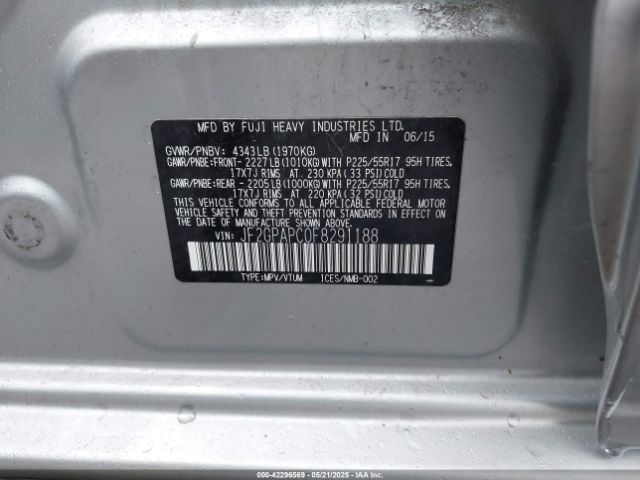 MFD BY FUJI HEAVY INDUSTRIES LTD.
MFD IN 06/15
GVWR/PNBV: 4343LB (1970KG)
GAWR/PNBE:FRONT- 2227LB (1010KG) WITH P225/55R17 95H TIRES,
17X7J RIMS AT 230 KPA (33 PSI) COLD
GAWR/PNBE:REAR - 2205LB (1000KG) WITH P225/55R17 95H TIRES,
17X7J RIMS AT 220 KPA (32 PSI) COLD
THIS VEHICLE CONFORMS TO ALL APPLICABLE FEDERAL MOTOR
VEHICLE SAFETY AND THEFT PREVENTION STANDARDS IN EFFECT
ON THE DATE OF MANUFACTURE SHOWN ABOVE.
VIN: JF2GPAPC0F8291188
TYPE:MPV/VTUM ICES/NMB-002
000-42296569 - 05/21/2025 - IAAI.COM